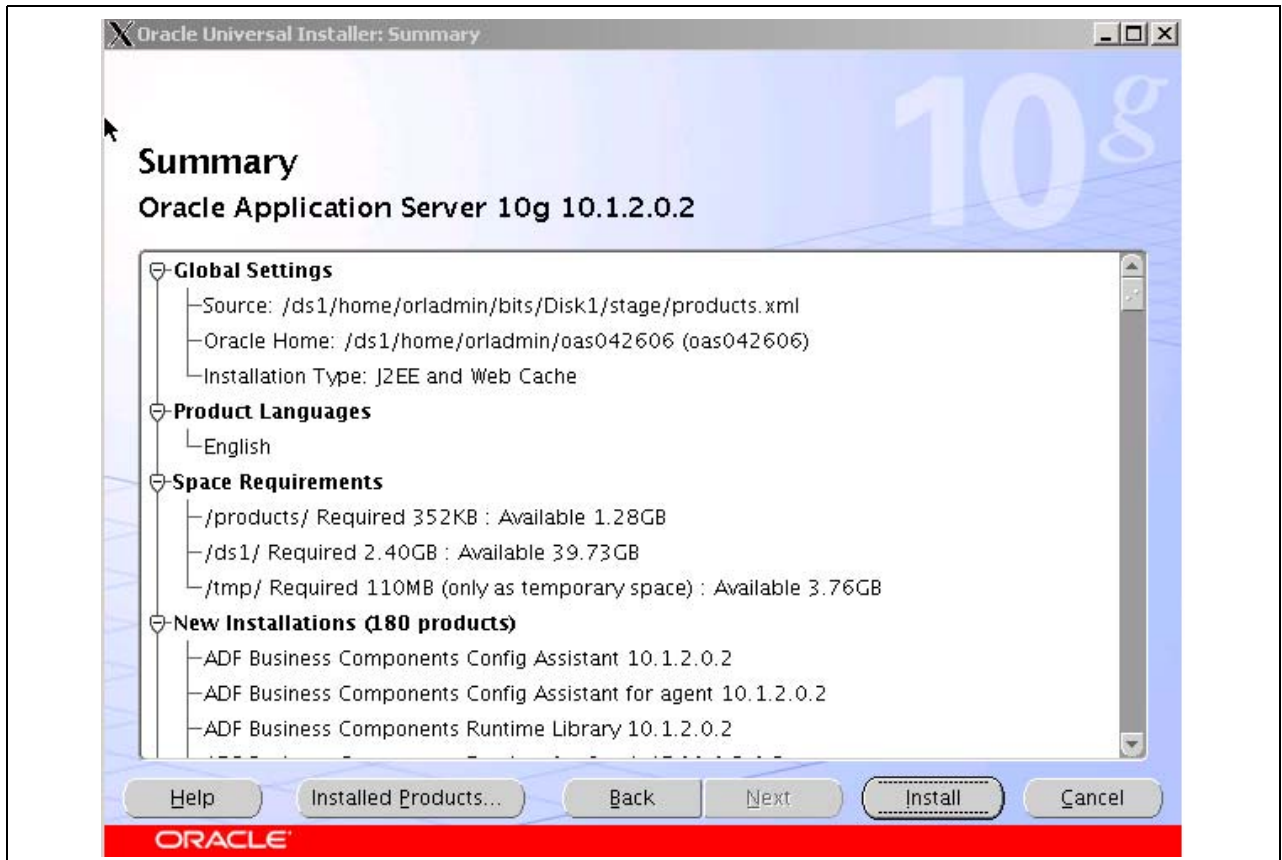 Oracle Universal Installer: Summary
10g
Summary
Oracle Application Server 10g 10.1.2.0.2
Global Settings
Source: /ds1/home/orladmin/bits/Disk1/stage/products.xml
Oracle Home: /ds1/home/orladmin/oas042606 (oas042606)
Installation Type: J2EE and Web Cache
Product Languages
English
Space Requirements
/products/ Required 352KB : Available 1.28GB
/ds1/ Required 2.40GB : Available 39.73GB
/tmp/ Required 110MB (only as temporary space) : Available 3.76GB
New Installations (180 products)
ADF Business Components Config Assistant 10.1.2.0.2
ADF Business Components Config Assistant for agent 10.1.2.0.2
ADF Business Components Runtime Library 10.1.2.0.2
Help Installed Products... Back Next Install Cancel
ORACLE